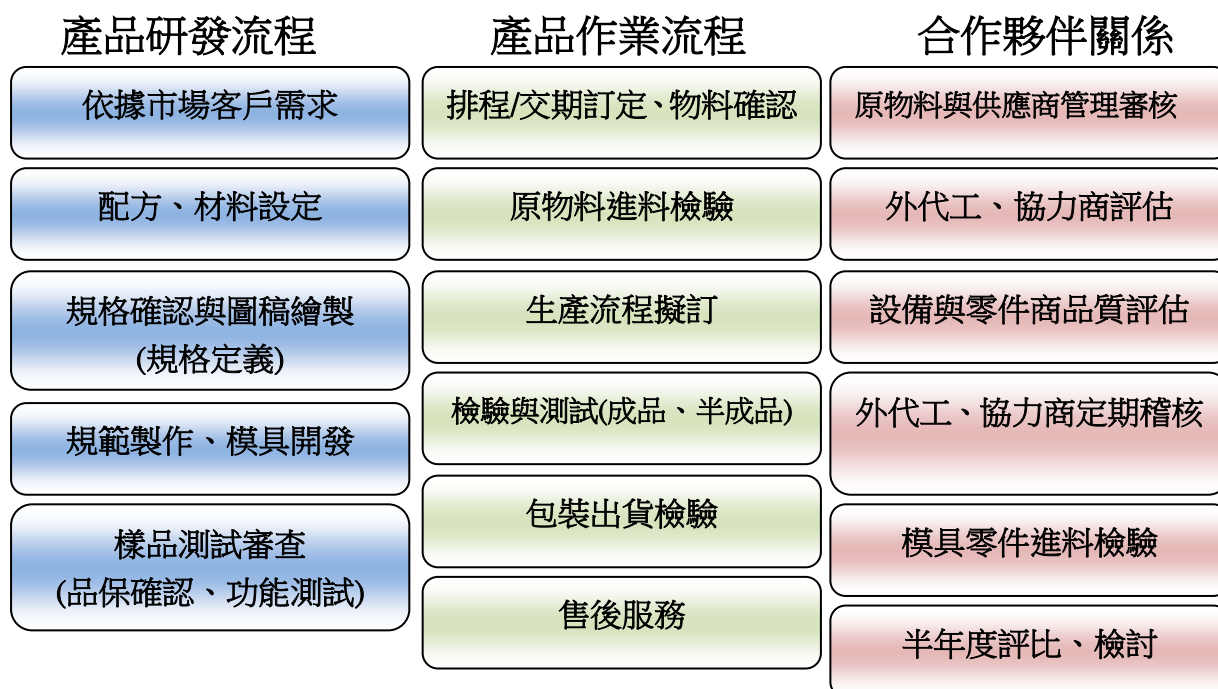 產品研發流程
依據市場客戶需求
配方、材料設定
規格確認與圖稿繪製
(規格定義)
規範製作、模具開發
樣品測試審查
(品保確認、功能測試)
產品作業流程
排程/交期訂定、物料確認
原物料進料檢驗
生產流程擬訂
檢驗與測試(成品、半成品)
包裝出貨檢驗
售後服務
合作夥伴關係
原物料與供應商管理審核
外代工、協力商評估
設備與零件商品質評估
外代工、協力商定期稽核
模具零件進料檢驗
半年度評比、檢討